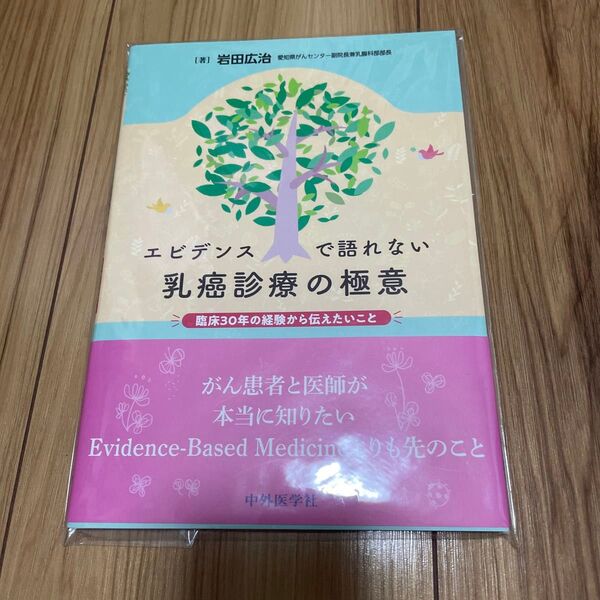 ［著］岩田広治 愛知県がんセンター副院長兼乳腺科部部長
エビデンスで語れない
乳癌診療の極意
臨床30年の経験から伝えたいこと
がん患者と医師が
本当に知りたい
Evidence-Based Medicineよりも先のこと
中外医学社